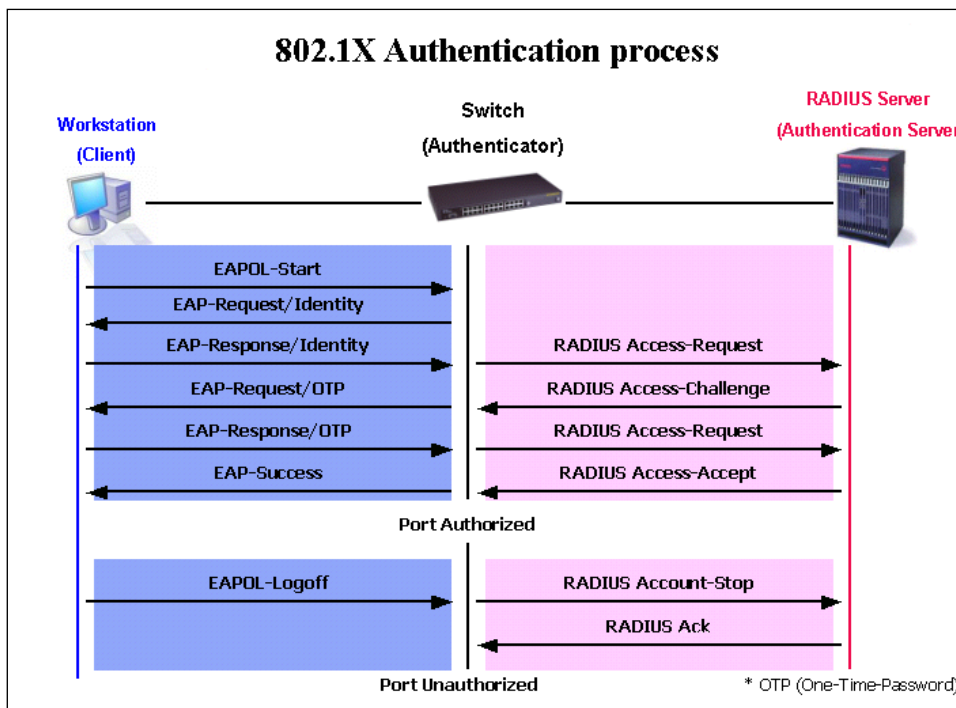 802.1X Authentication process
Workstation
(Client)
Switch
(Authenticator)
RADIUS Server
(Authentication Server
EAPOL-Start
EAP-Request/Identity
EAP-Response/Identity
RADIUS Access-Request
EAP-Request/OTP
RADIUS Access-Challenge
EAP-Response/OTP
RADIUS Access-Request
EAP-Success
RADIUS Access-Accept
Port Authorized
EAPOL-Logoff
RADIUS Account-Stop
RADIUS Ack
Port Unauthorized
* OTP (One-Time-Password)